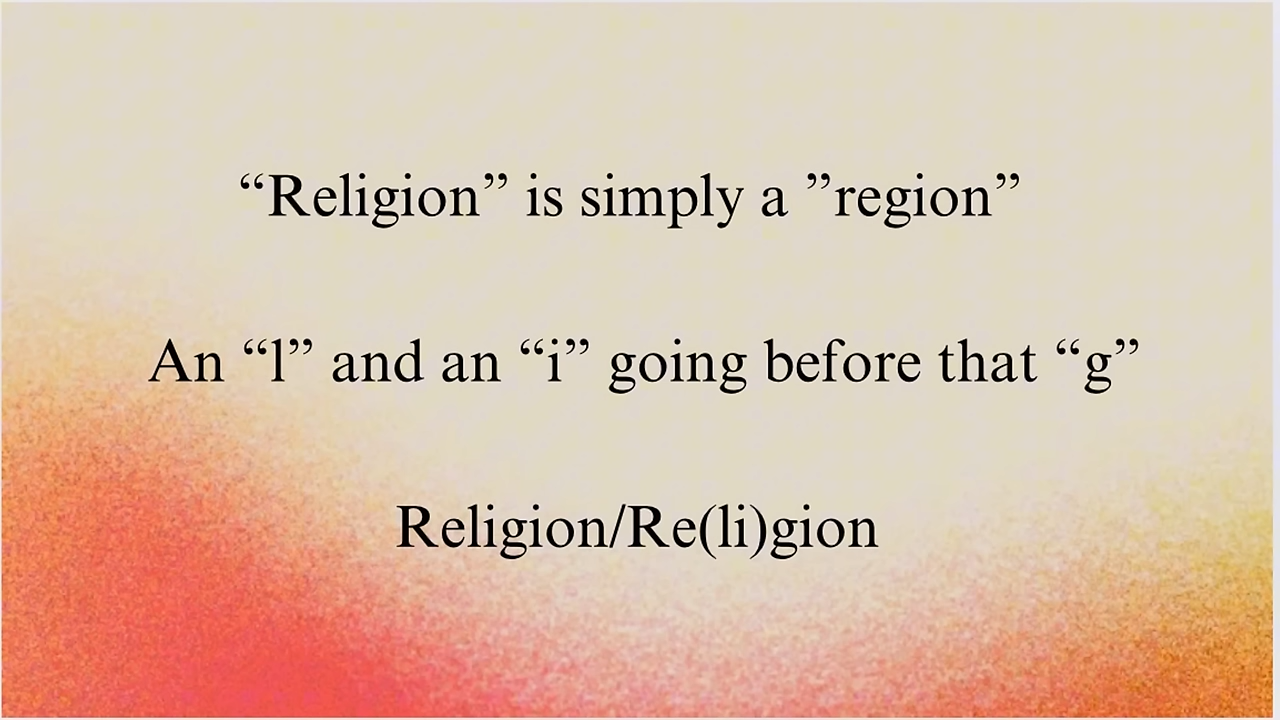 “Religion” is simply a ”region”
An “l” and an “i” going before that “g”
Religion/Re(li)gion